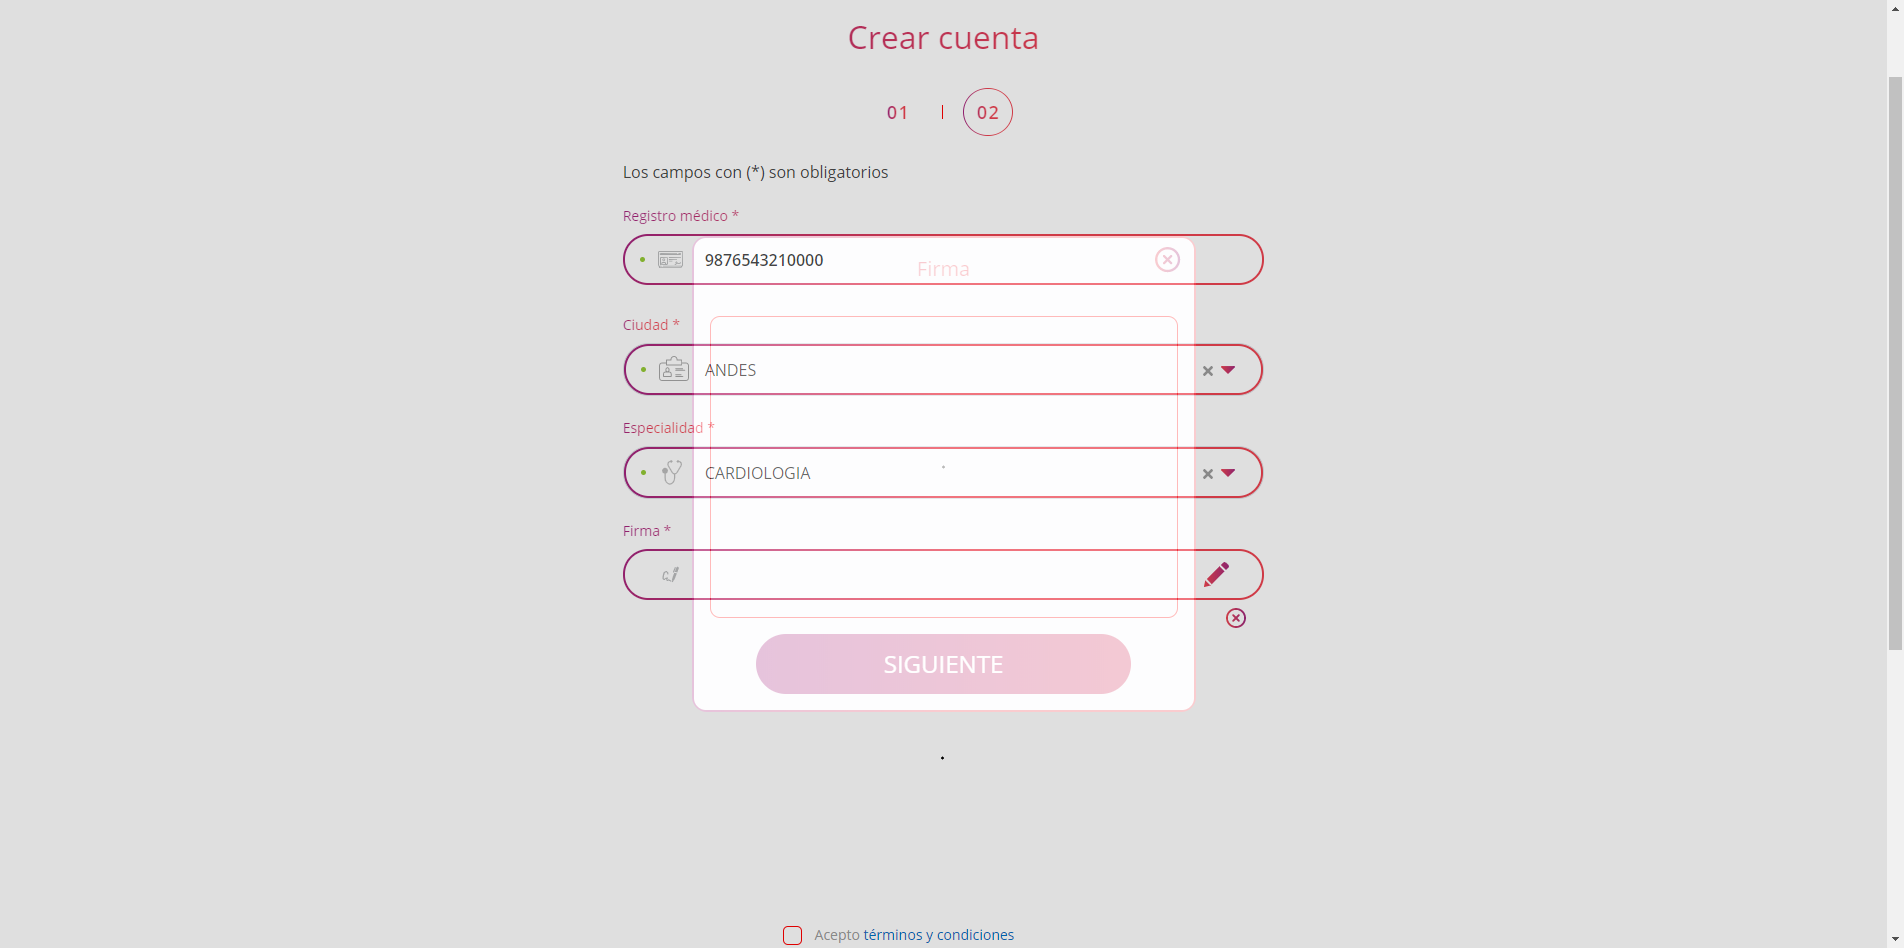 Crear cuenta
01 | 02
Los campos con (*) son obligatorios
Registro médico *
9876543210000
Firma
Ciudad *
ANDES
Especialidad *
CARDIOLOGIA
Firma *
SIGUIENTE
Acepto términos y condiciones